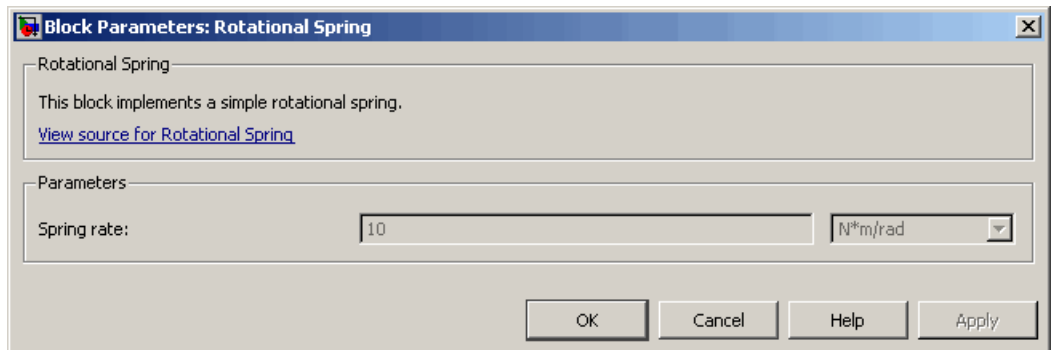 Block Parameters: Rotational Spring
Rotational Spring
This block implements a simple rotational spring.
View source for Rotational Spring
Parameters
Spring rate: 10 N*m/rad
OK Cancel Help Apply